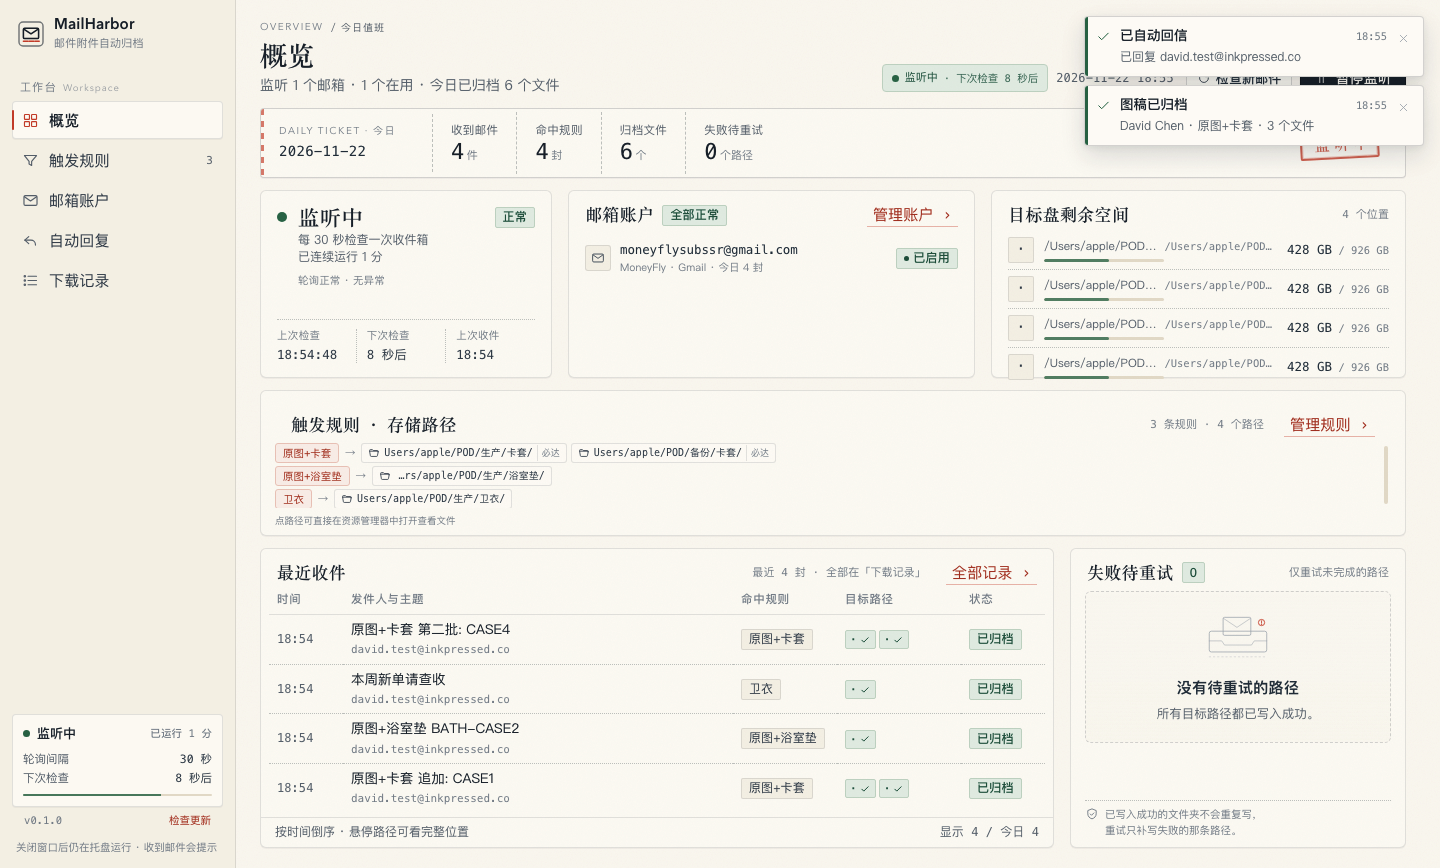 MailHarbor
邮件附件自动归档
工作台 Workspace
概览
触发规则 3
邮箱账户
自动回复
下载记录
监听中 已运行 1 分
轮询间隔 30 秒
下次检查 8 秒后
v0.1.0 检查更新
关闭窗口后仍在托盘运行 · 收到邮件会提示
OVERVIEW / 今日值班
概览
监听 1 个邮箱 · 1 个在用 · 今日已归档 6 个文件
监听中 · 下次检查 8 秒后
2026-11-22 18:55
检查新邮件
暂停监听
已自动回信 18:55
已回复 david.test@inkpressed.co
图稿已归档 18:55
David Chen · 原图+卡套 · 3 个文件
DAILY TICKET · 今日
2026-11-22
收到邮件
4 件
命中规则
4 封
归档文件
6 个
失败待重试
0 个路径
监听中
监听中 正常
每 30 秒检查一次收件箱
已连续运行 1 分
轮询正常 · 无异常
上次检查 下次检查 上次收件
18:54:48 8 秒后 18:54
邮箱账户 全部正常 管理账户 ›
moneyflysubssr@gmail.com
MoneyFly · Gmail · 今日 4 封
已启用
目标盘剩余空间 4 个位置
· /Users/apple/POD… /Users/apple/POD… 428 GB / 926 GB
· /Users/apple/POD… /Users/apple/POD… 428 GB / 926 GB
· /Users/apple/POD… /Users/apple/POD… 428 GB / 926 GB
· /Users/apple/POD… /Users/apple/POD… 428 GB / 926 GB
触发规则 · 存储路径 3 条规则 · 4 个路径 管理规则 ›
原图+卡套 → Users/apple/POD/生产/卡套/ 必达 Users/apple/POD/备份/卡套/ 必达
原图+浴室垫 → …rs/apple/POD/生产/浴室垫/
卫衣 → Users/apple/POD/生产/卫衣/
点路径可直接在资源管理器中打开查看文件
最近收件 最近 4 封 · 全部在「下载记录」 全部记录 ›
时间 发件人与主题 命中规则 目标路径 状态
18:54 原图+卡套 第二批: CASE4 原图+卡套 · ✓ · ✓ 已归档
david.test@inkpressed.co
18:54 本周新单请查收 卫衣 · ✓ 已归档
david.test@inkpressed.co
18:54 原图+浴室垫 BATH-CASE2 原图+浴室垫 · ✓ 已归档
david.test@inkpressed.co
18:54 原图+卡套 追加: CASE1 原图+卡套 · ✓ · ✓ 已归档
david.test@inkpressed.co
按时间倒序 · 悬停路径可看完整位置 显示 4 / 今日 4
失败待重试 0 仅重试未完成的路径
没有待重试的路径
所有目标路径都已写入成功。
已写入成功的文件夹不会重复写，
重试只补写失败的那条路径。